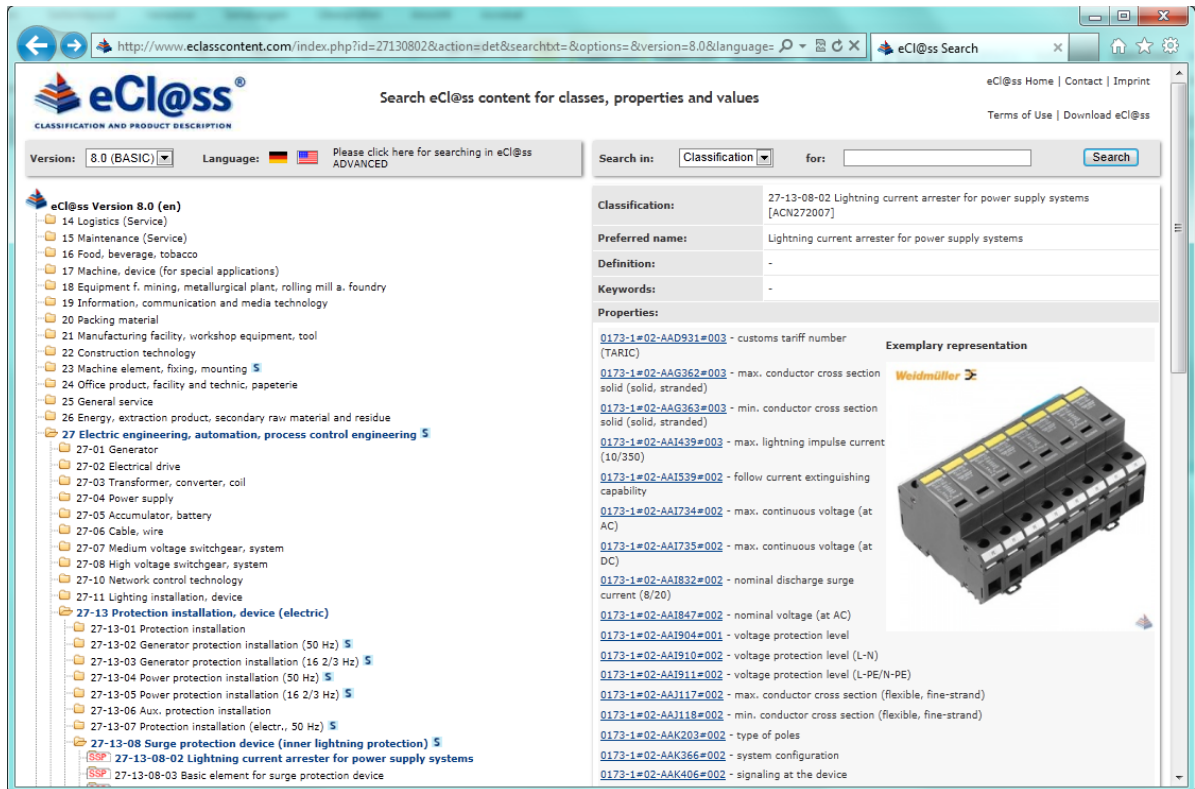 http://www.eclasscontent.com/index.php?id=27130802&action=det&searchtxt=&options=&version=8.0&language=
eCl@ss Search
eCl@ss®
CLASSIFICATION AND PRODUCT DESCRIPTION
Search eCl@ss content for classes, properties and values
eCl@ss Home | Contact | Imprint
Terms of Use | Download eCl@ss
Version: 8.0 (BASIC) Language: Please click here for searching in eCl@ss
ADVANCED
Search in: Classification for: Search
eCl@ss Version 8.0 (en)
14 Logistics (Service)
15 Maintenance (Service)
16 Food, beverage, tobacco
17 Machine, device (for special applications)
18 Equipment f. mining, metallurgical plant, rolling mill a. foundry
19 Information, communication and media technology
20 Packing material
21 Manufacturing facility, workshop equipment, tool
22 Construction technology
23 Machine element, fixing, mounting S
24 Office product, facility and technic, papeterie
25 General service
26 Energy, extraction product, secondary raw material and residue
27 Electric engineering, automation, process control engineering S
27-01 Generator
27-02 Electrical drive
27-03 Transformer, converter, coil
27-04 Power supply
27-05 Accumulator, battery
27-06 Cable, wire
27-07 Medium voltage switchgear, system
27-08 High voltage switchgear, system
27-10 Network control technology
27-11 Lighting installation, device
27-13 Protection installation, device (electric)
27-13-01 Protection installation
27-13-02 Generator protection installation (50 Hz) S
27-13-03 Generator protection installation (16 2/3 Hz) S
27-13-04 Power protection installation (50 Hz) S
27-13-05 Power protection installation (16 2/3 Hz) S
27-13-06 Aux. protection installation
27-13-07 Protection installation (electr., 50 Hz) S
27-13-08 Surge protection device (inner lightning protection) S
SSP 27-13-08-02 Lightning current arrester for power supply systems
SSP 27-13-08-03 Basic element for surge protection device
Classification: 27-13-08-02 Lightning current arrester for power supply systems
[ACN272007]
Preferred name: Lightning current arrester for power supply systems
Definition: -
Keywords: -
Properties:
0173-1#02-AAD931#003 - customs tariff number
(TARIC)
0173-1#02-AAG362#003 - max. conductor cross section
solid (solid, stranded)
0173-1#02-AAG363#003 - min. conductor cross section
solid (solid, stranded)
0173-1#02-AAI439#003 - max. lightning impulse current
(10/350)
0173-1#02-AAI539#003 - follow current extinguishing
capability
0173-1#02-AAI734#002 - max. continuous voltage (at
AC)
0173-1#02-AAI735#002 - max. continuous voltage (at
DC)
0173-1#02-AAI832#002 - nominal discharge surge
current (8/20)
0173-1#02-AAI847#002 - nominal voltage (at AC)
0173-1#02-AAI904#001 - voltage protection level
0173-1#02-AAI910#002 - voltage protection level (L-N)
0173-1#02-AAI911#002 - voltage protection level (L-PE/N-PE)
0173-1#02-AAJ117#002 - max. conductor cross section (flexible, fine-strand)
0173-1#02-AAJ118#002 - min. conductor cross section (flexible, fine-strand)
0173-1#02-AAK203#002 - type of poles
0173-1#02-AAK366#002 - system configuration
0173-1#02-AAK406#002 - signaling at the device
Exemplary representation
Weidmüller